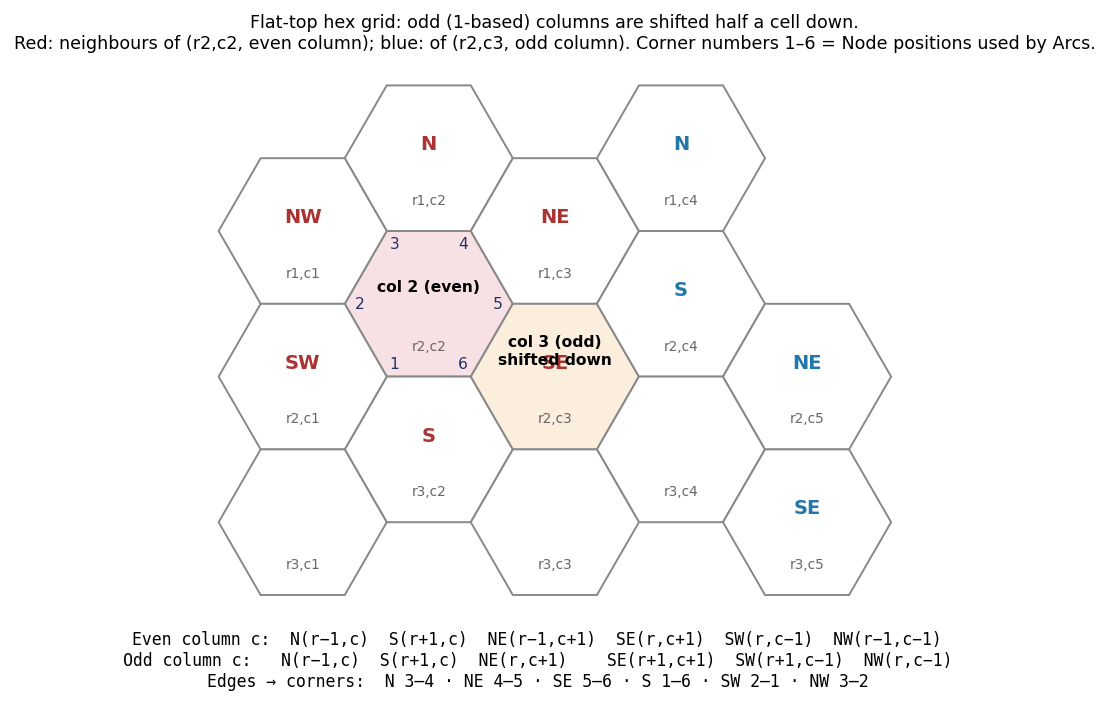 Flat-top hex grid: odd (1-based) columns are shifted half a cell down.
Red: neighbours of (r2,c2, even column); blue: of (r2,c3, odd column). Corner numbers 1–6 = Node positions used by Arcs.
N
N
r1,c2
r1,c4
NW
NE
r1,c1
r1,c3
3
4
col 2 (even)
2
5
r2,c2
1
6
S
r2,c4
col 3 (odd)
shifted down
SE
SW
NE
r2,c1
r2,c3
r2,c5
S
r3,c2
r3,c4
SE
r3,c1
r3,c3
r3,c5
Even column c:  N(r−1,c)  S(r+1,c)  NE(r−1,c+1)  SE(r,c+1)  SW(r,c−1)  NW(r−1,c−1)
Odd column c:   N(r−1,c)  S(r+1,c)  NE(r,c+1)    SE(r+1,c+1)  SW(r+1,c−1)  NW(r,c−1)
Edges → corners:  N 3–4 · NE 4–5 · SE 5–6 · S 1–6 · SW 2–1 · NW 3–2